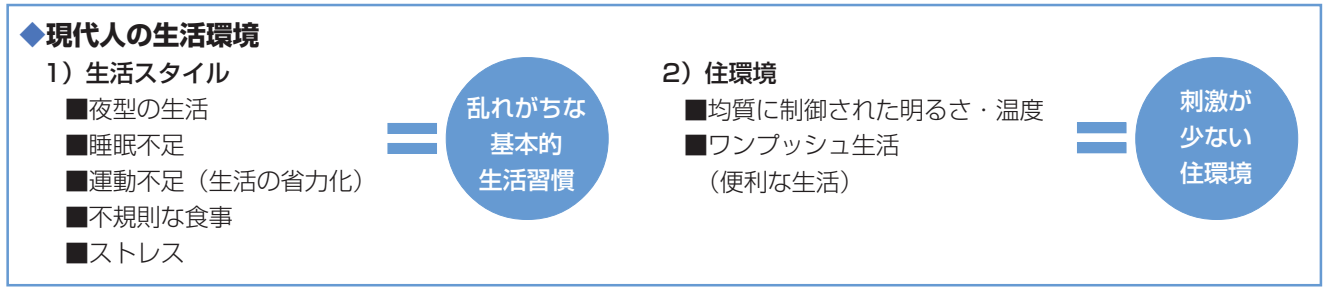 ◆現代人の生活環境
1）生活スタイル
■夜型の生活
■睡眠不足
■運動不足（生活の省力化）
■不規則な食事
■ストレス
乱れがちな
基本的
生活習慣
2）住環境
■均質に制御された明るさ・温度
■ワンプッシュ生活
（便利な生活）
刺激が
少ない
住環境